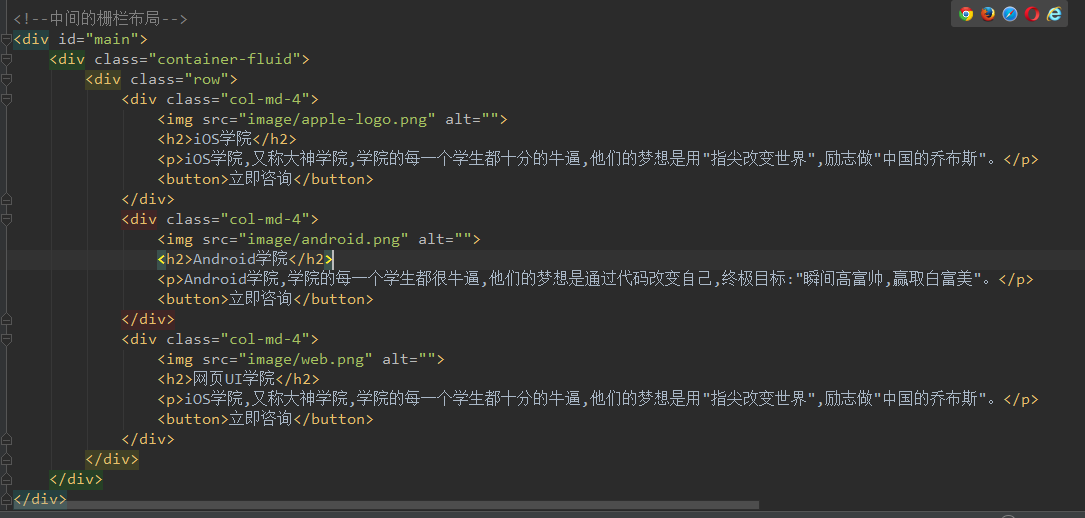 <!--中间的栅栏布局-->
<div id="main">
<div class="container-fluid">
<div class="row">
<div class="col-md-4">
<img src="image/apple-logo.png" alt="">
<h2>iOS学院</h2>
<p>iOS学院,又称大神学院,学院的每一个学生都十分的牛逼,他们的梦想是用"指尖改变世界",励志做"中国的乔布斯"。</p>
<button>立即咨询</button>
</div>
<div class="col-md-4">
<img src="image/android.png" alt="">
<h2>Android学院</h2>
<p>Android学院,学院的每一个学生都很牛逼,他们的梦想是通过代码改变自己,终极目标:"瞬间高富帅,赢取白富美"。</p>
<button>立即咨询</button>
</div>
<div class="col-md-4">
<img src="image/web.png" alt="">
<h2>网页UI学院</h2>
<p>iOS学院,又称大神学院,学院的每一个学生都十分的牛逼,他们的梦想是用"指尖改变世界",励志做"中国的乔布斯"。</p>
<button>立即咨询</button>
</div>
</div>
</div>
</div>